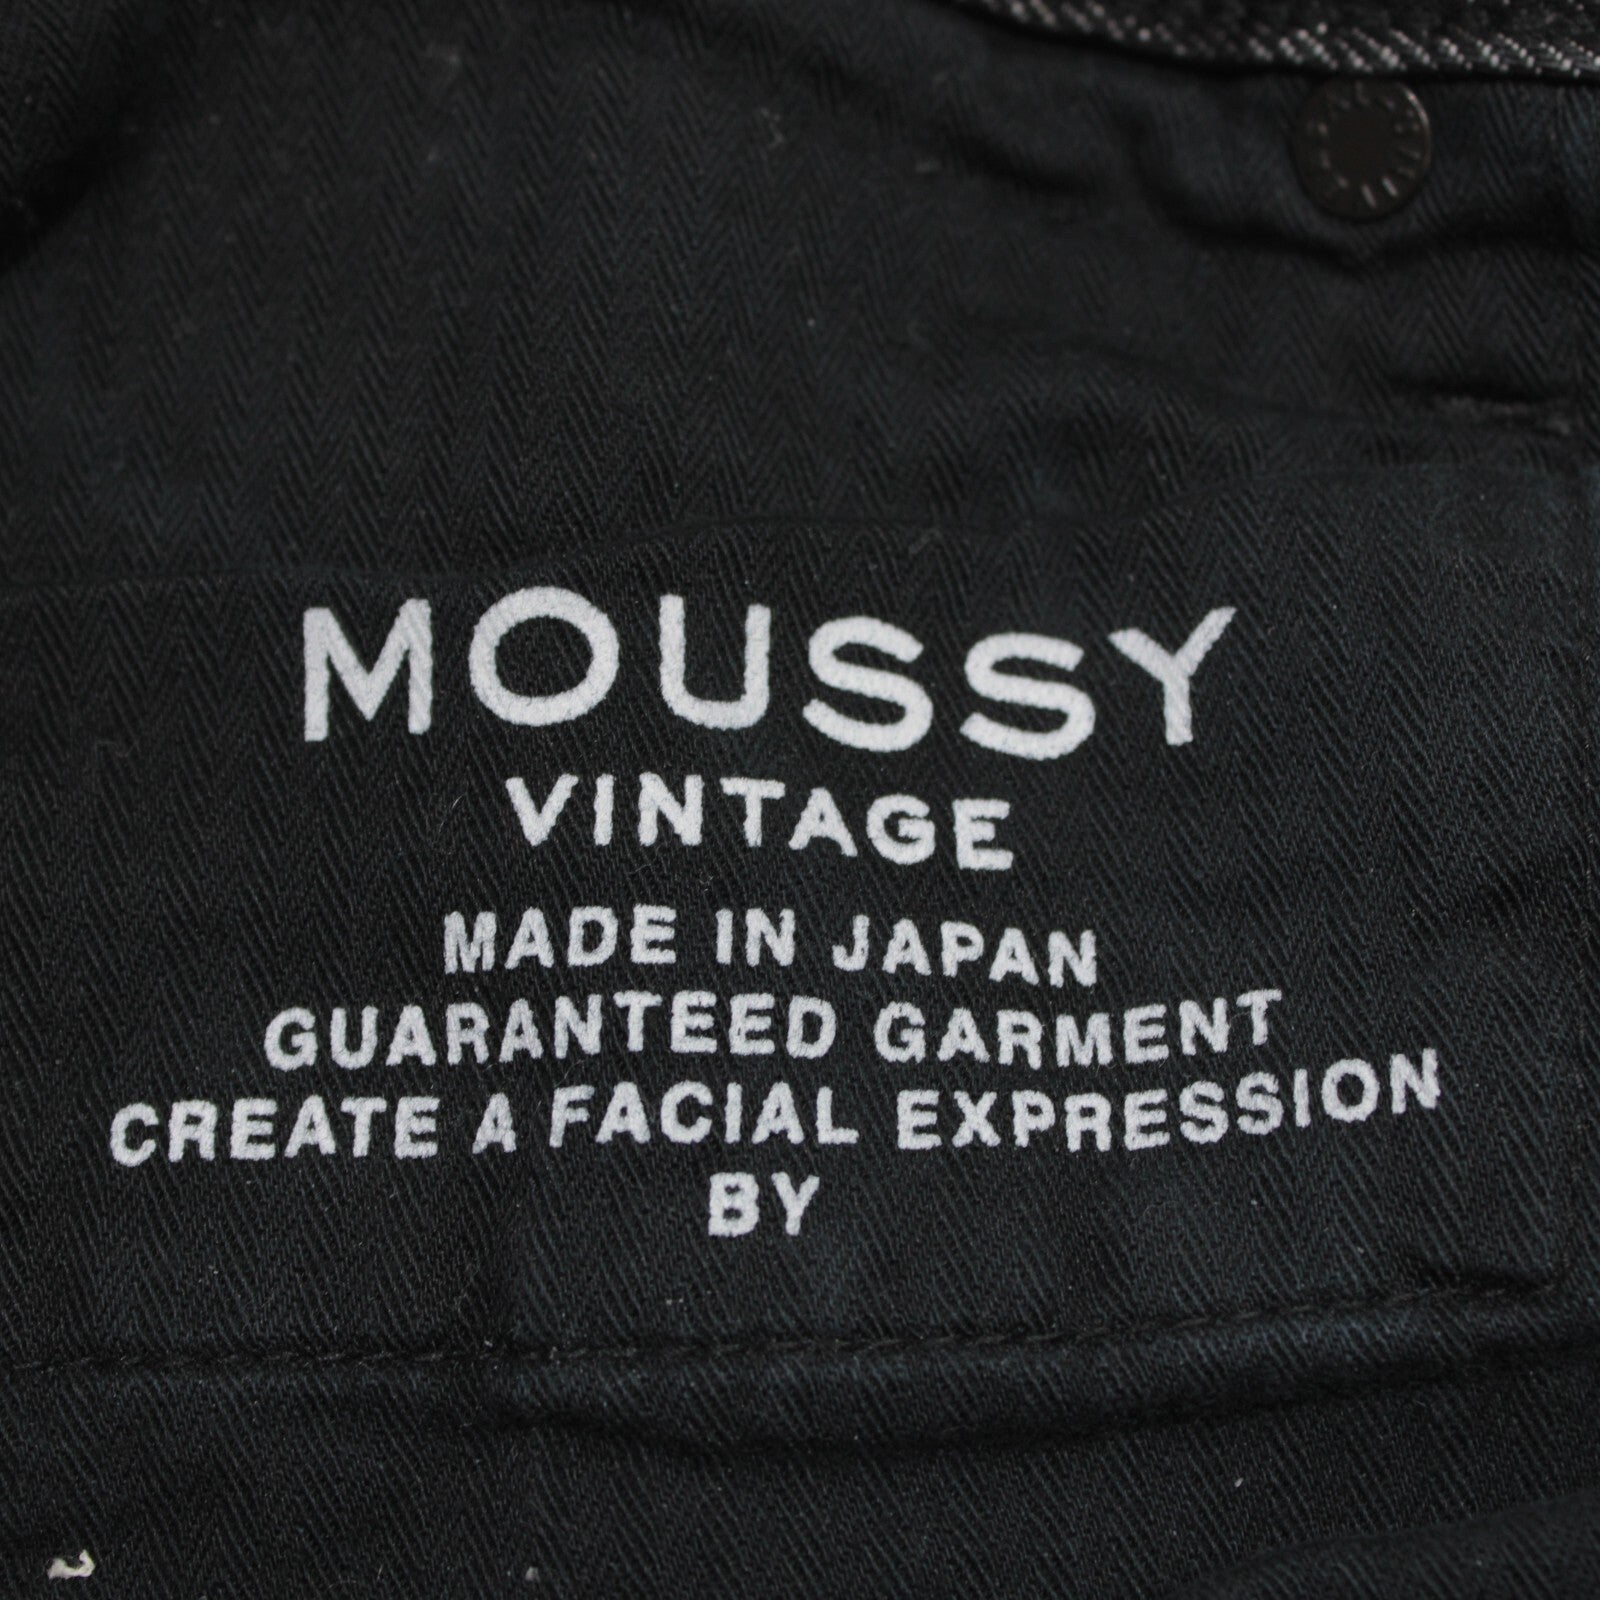 MOUSSY
VINTAGE
MADE IN JAPAN
GUARANTEED GARMENT
CREATE A FACIAL EXPRESSION
BY